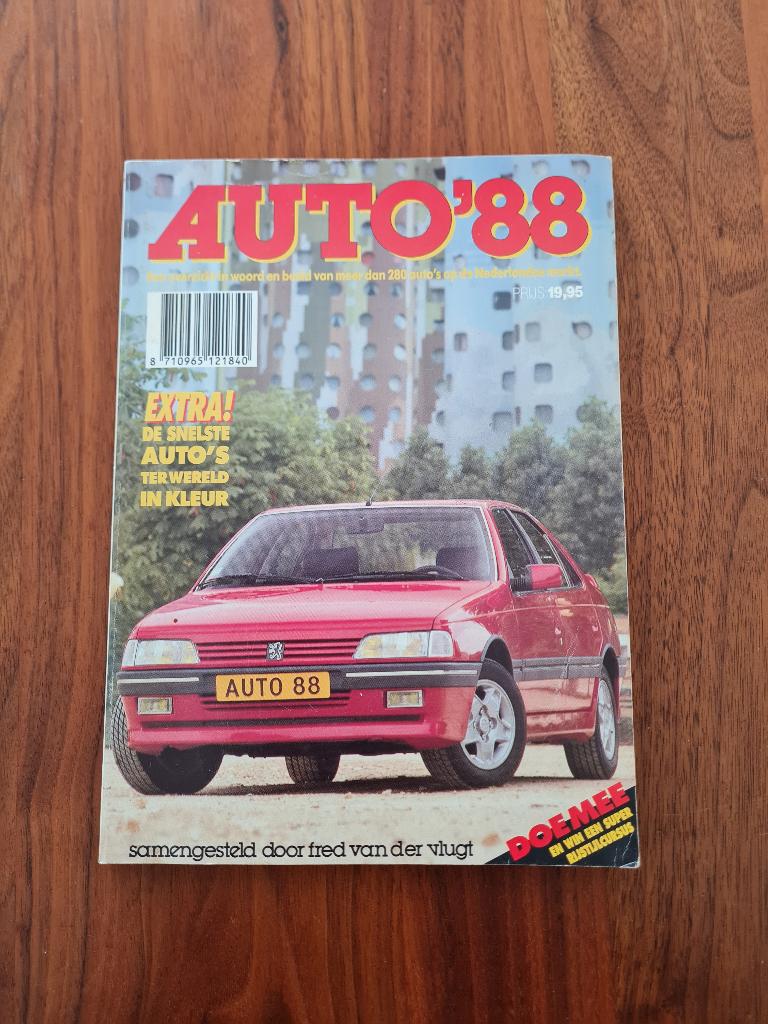 AUTO'88
Een overzicht in woord en beeld van meer dan 280 auto's op de Nederlandse markt.
PRIJS 19,95
8 710965 121840
EXTRA!
DE SNELSTE
AUTO'S
TER WERELD
IN KLEUR
AUTO 88
samengesteld door fred van der vlugt
DOE MEE
EN WIN EEN SUPER
RIJSTIJLCURSUS